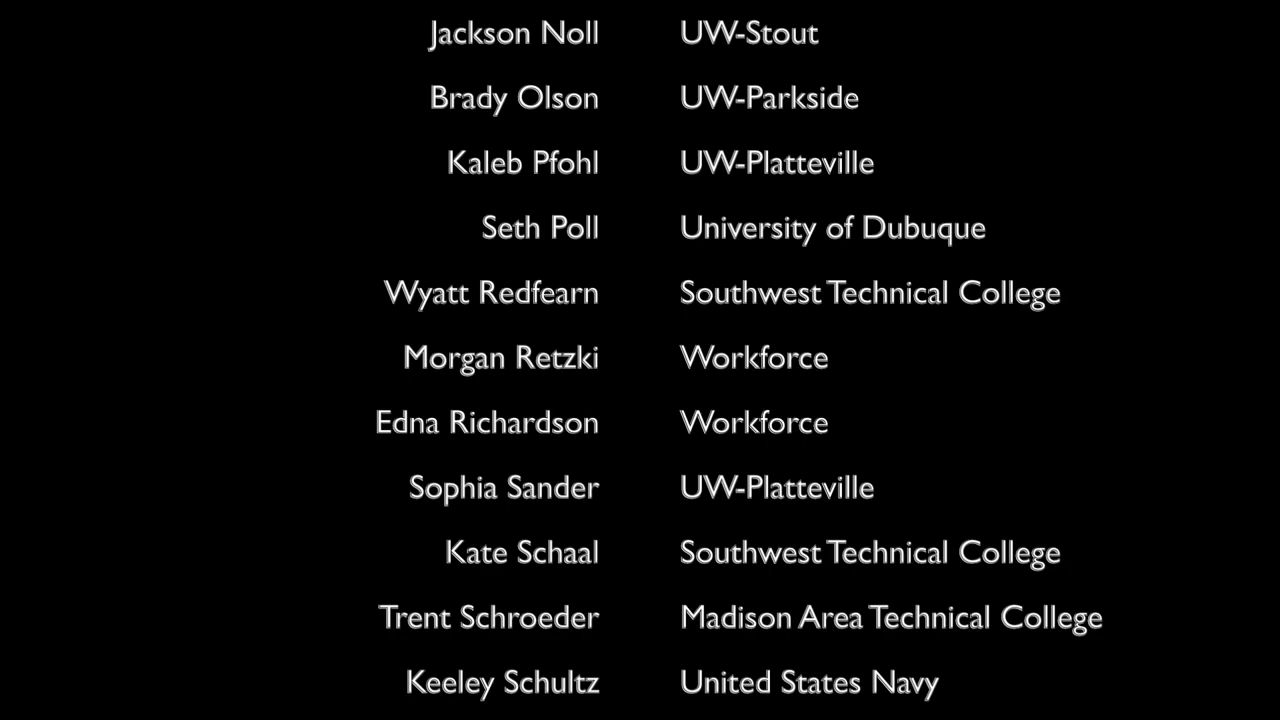 Jackson Noll UW-Stout
Brady Olson UW-Parkside
Kaleb Pfohl UW-Platteville
Seth Poll University of Dubuque
Wyatt Redfearn Southwest Technical College
Morgan Retzki Workforce
Edna Richardson Workforce
Sophia Sander UW-Platteville
Kate Schaal Southwest Technical College
Trent Schroeder Madison Area Technical College
Keeley Schultz United States Navy